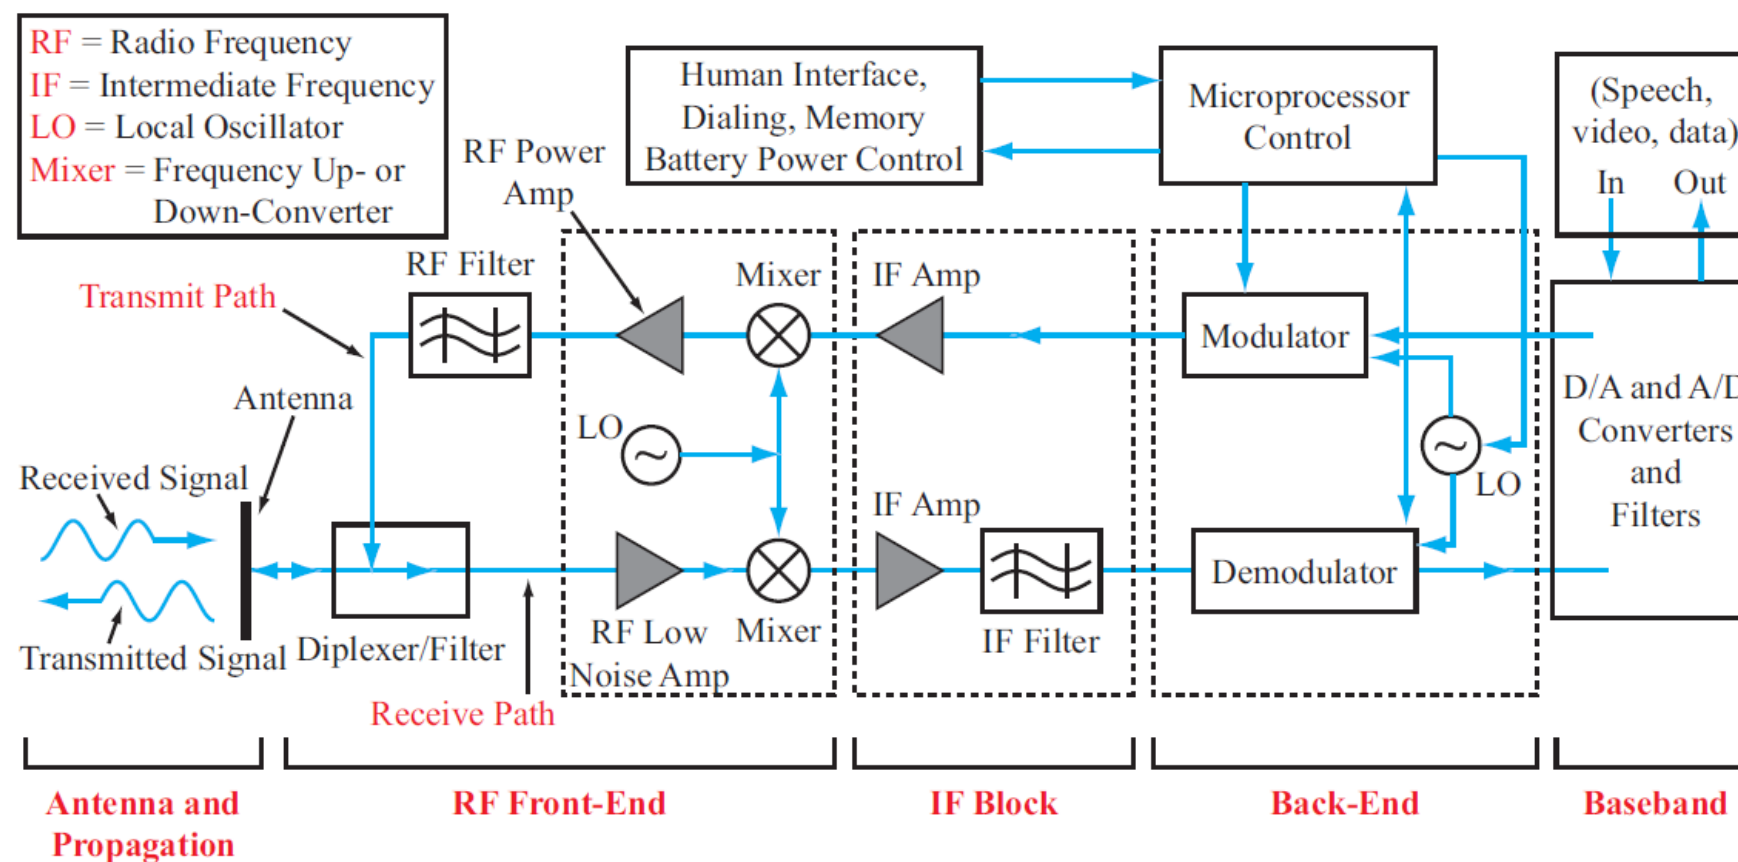 RF = Radio Frequency
IF = Intermediate Frequency
LO = Local Oscillator
Mixer = Frequency Up- or
Down-Converter
Human Interface,
Dialing, Memory
Battery Power Control
Microprocessor
Control
(Speech,
video, data)
In Out
RF Power
Amp
RF Filter
Mixer
IF Amp
Transmit Path
Modulator
Antenna
LO
D/A and A/D
Converters
and
Filters
Received Signal
IF Amp
LO
Demodulator
Transmitted Signal
Diplexer/Filter
RF Low
Noise Amp
Mixer
IF Filter
Receive Path
Antenna and
Propagation
RF Front-End
IF Block
Back-End
Baseband